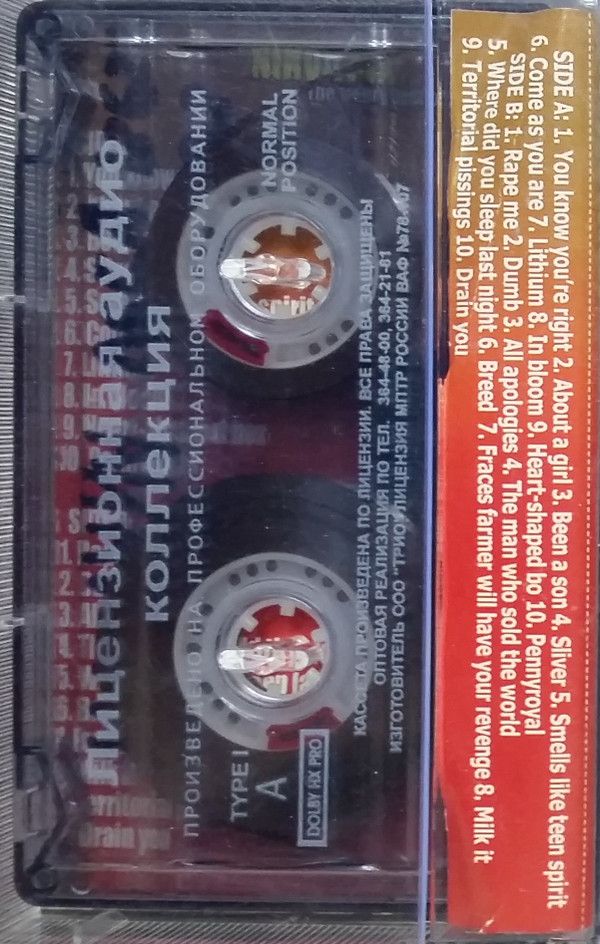 SIDE A: 1. You know you're right 2. About a girl 3. Been a son 4. Sliver 5. Smells like teen spirit
6. Come as you are 7. Lithium 8. In bloom 9. Heart-shaped bo 10. Pennyroyal
SIDE B: 1. Rape me 2. Dumb 3. All apologies 4. The man who sold the world
5. Where did you sleep last night 6. Breed 7. Fraces farmer will have your revenge 8. Milk it
9. Territorial pissings 10. Drain you
Лицензионная аудио
коллекция
ПРОИЗВЕДЕНО НА ПРОФЕССИОНАЛЬНОМ ОБОРУДОВАНИИ
TYPE I
NORMAL
POSITION
A
DOLBY HX PRO
КАССЕТА ПРОИЗВЕДЕНА ПО ЛИЦЕНЗИИ. ВСЕ ПРАВА ЗАЩИЩЕНЫ
ОПТОВАЯ РЕАЛИЗАЦИЯ ПО ТЕЛ. 364-46-00, 364-21-81
ИЗГОТОВИТЕЛЬ ООО "ТРИО" ЛИЦЕНЗИЯ МПТР РОССИИ ВАФ
Drain you